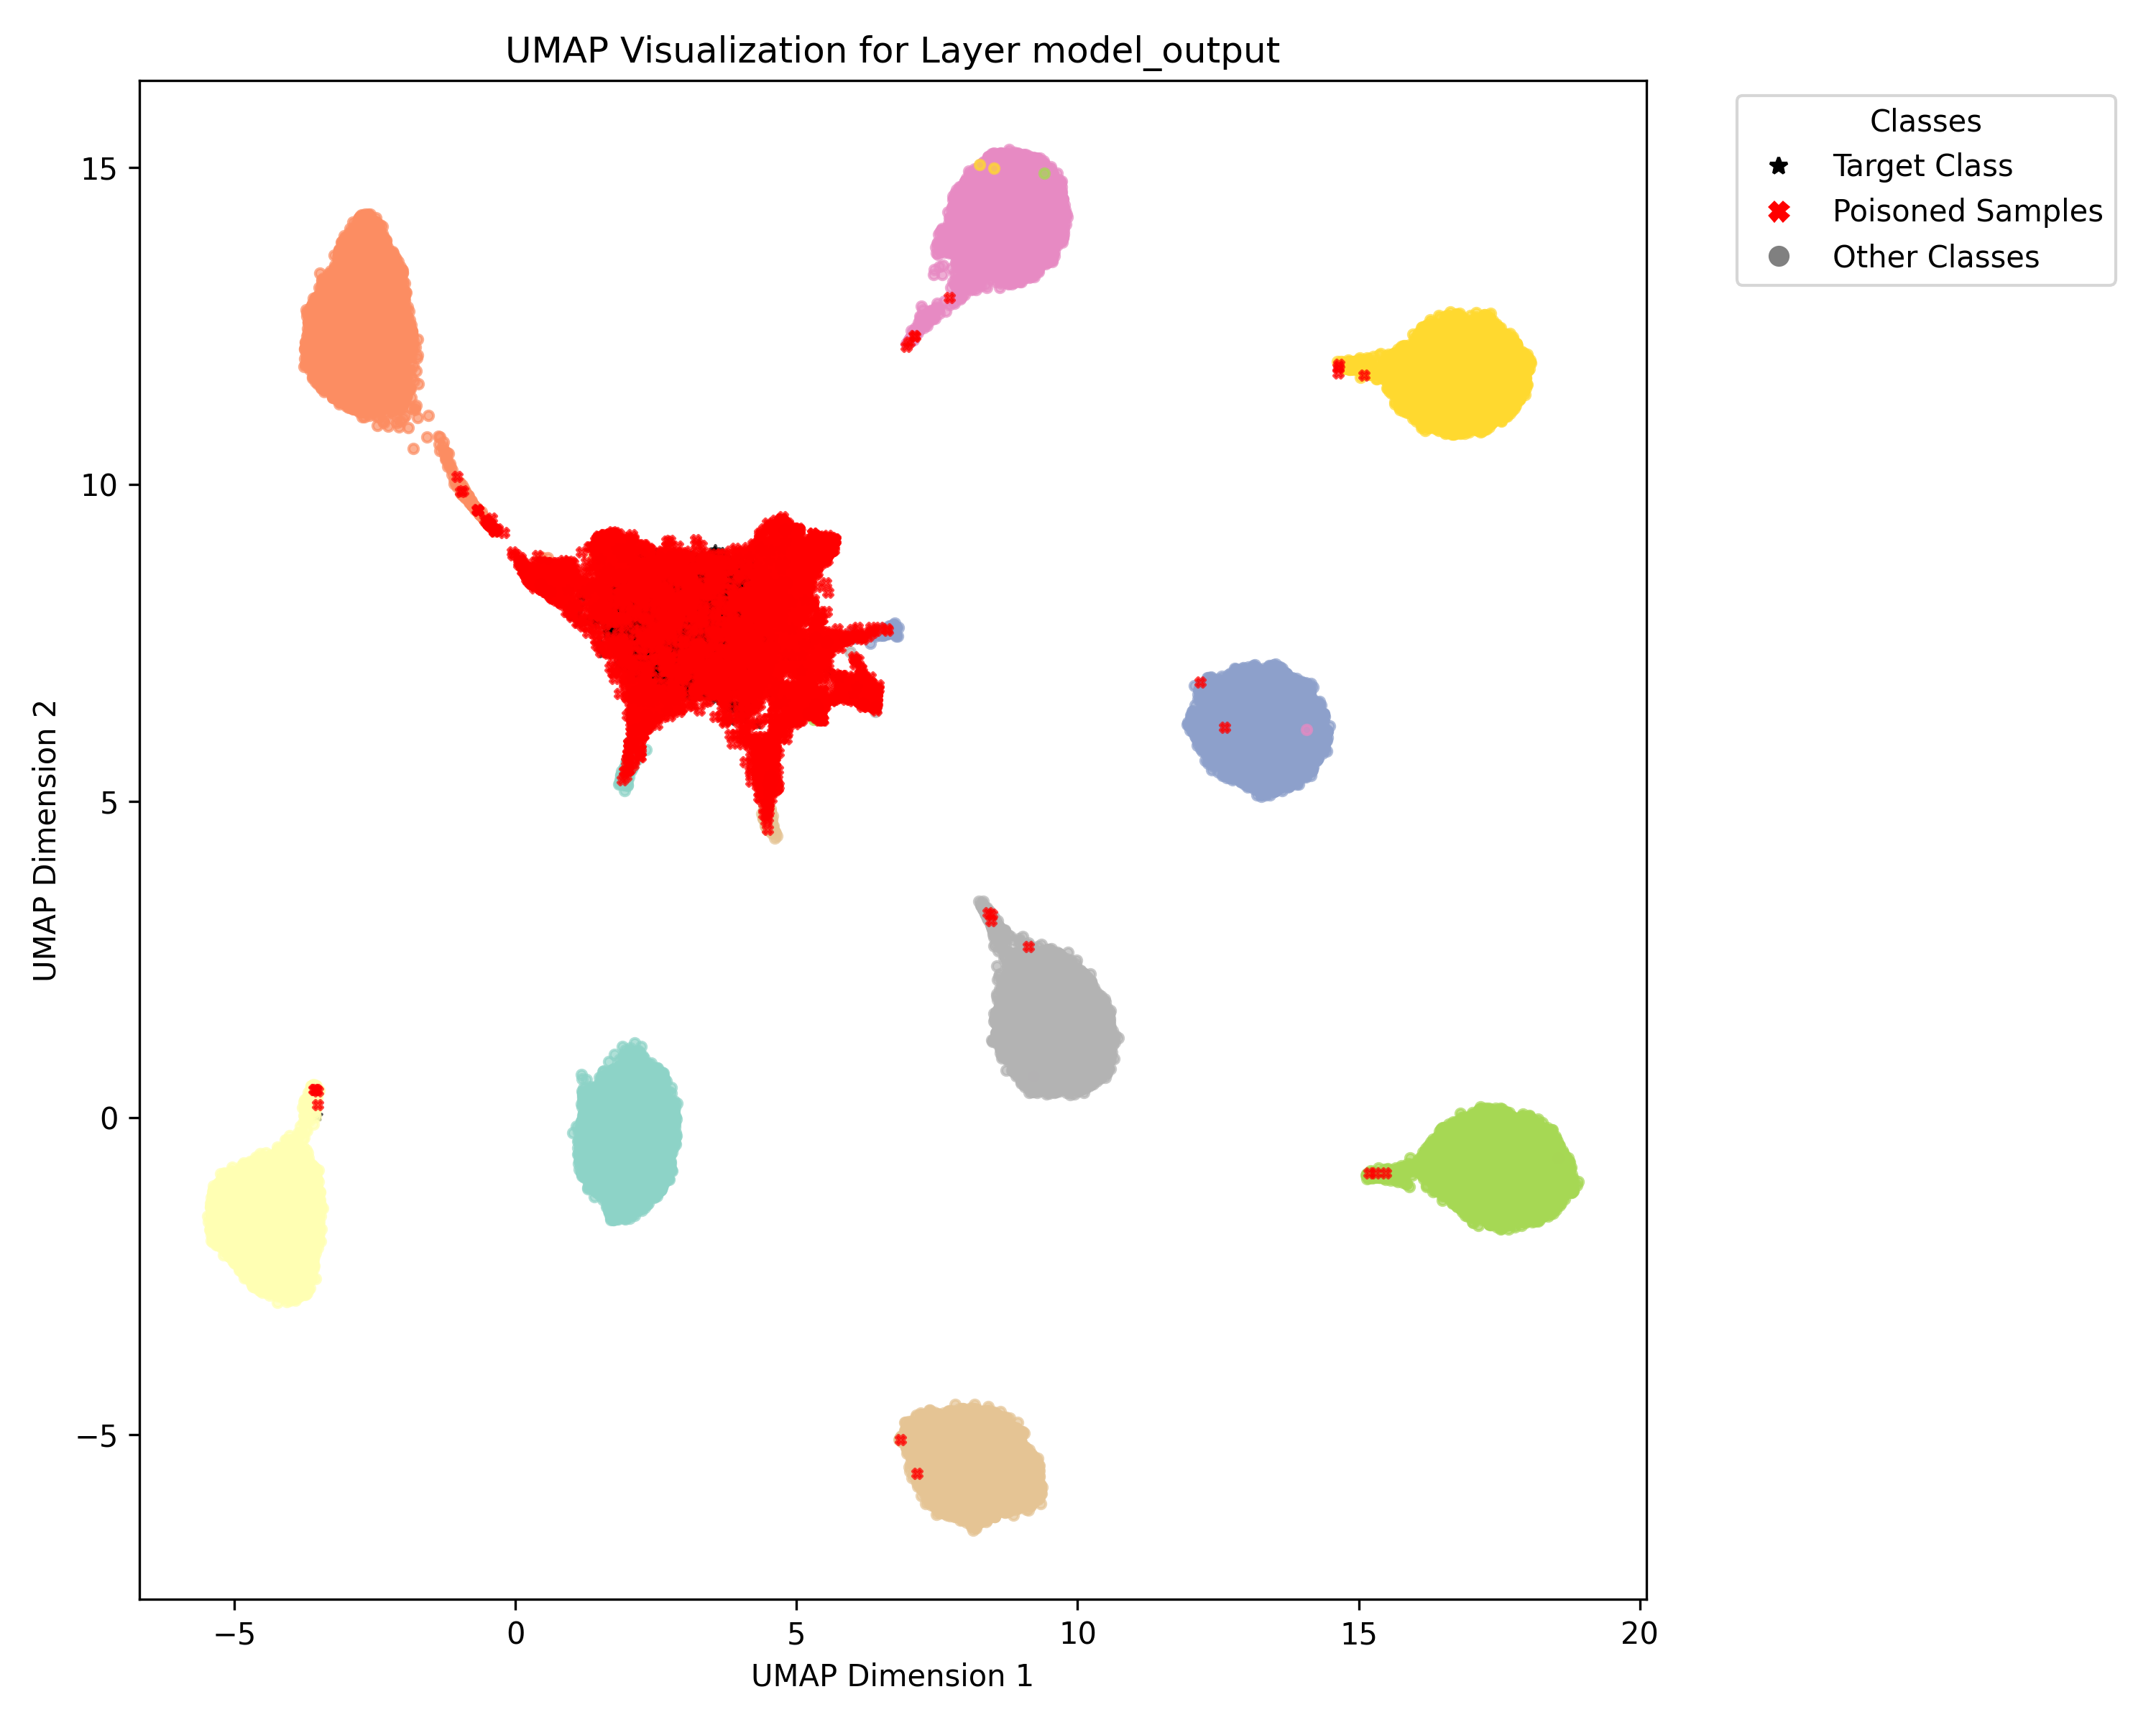 UMAP Visualization for Layer model_output
Classes
Target Class
Poisoned Samples
Other Classes
UMAP Dimension 2
15
10
5
0
−5
−5
0
5
10
15
20
UMAP Dimension 1